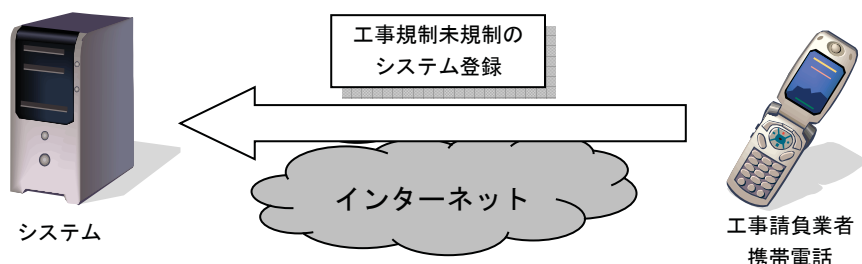 工事規制未規制の
システム登録
インターネット
システム
工事請負業者
携帯電話